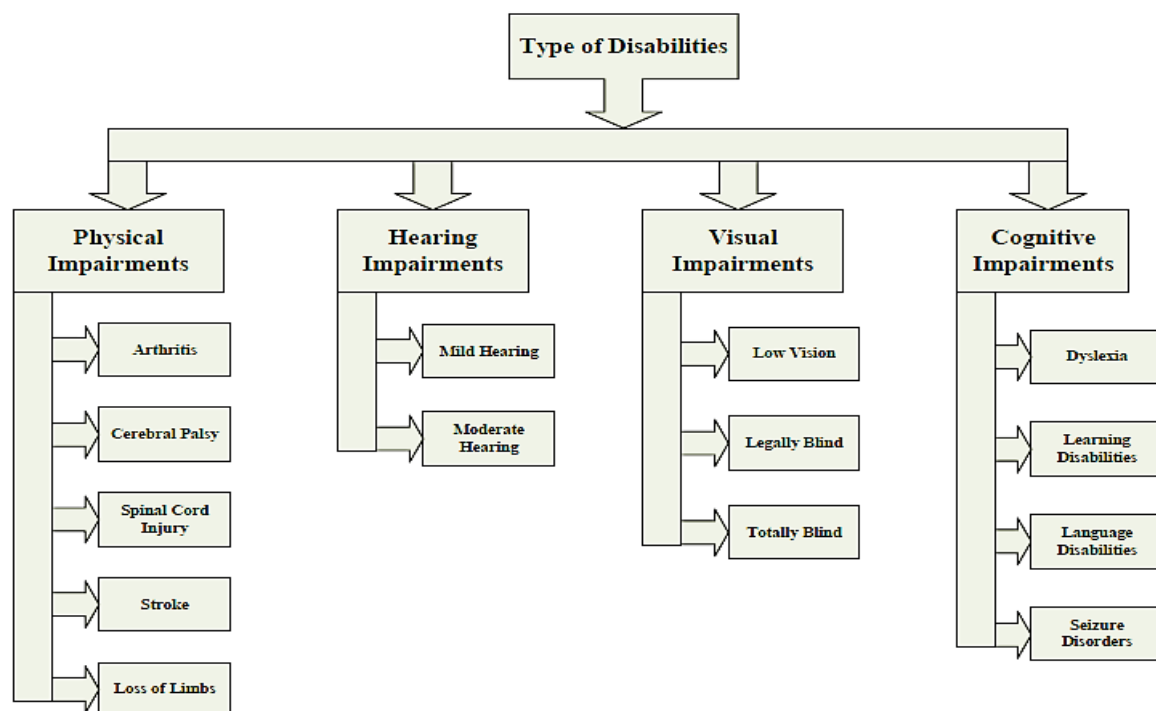 Type of Disabilities
Physical
Impairments
Arthritis
Cerebral Palsy
Spinal Cord
Injury
Stroke
Loss of Limbs
Hearing
Impairments
Mild Hearing
Moderate
Hearing
Visual
Impairments
Low Vision
Legally Blind
Totally Blind
Cognitive
Impairments
Dyslexia
Learning
Disabilities
Language
Disabilities
Seizure
Disorders